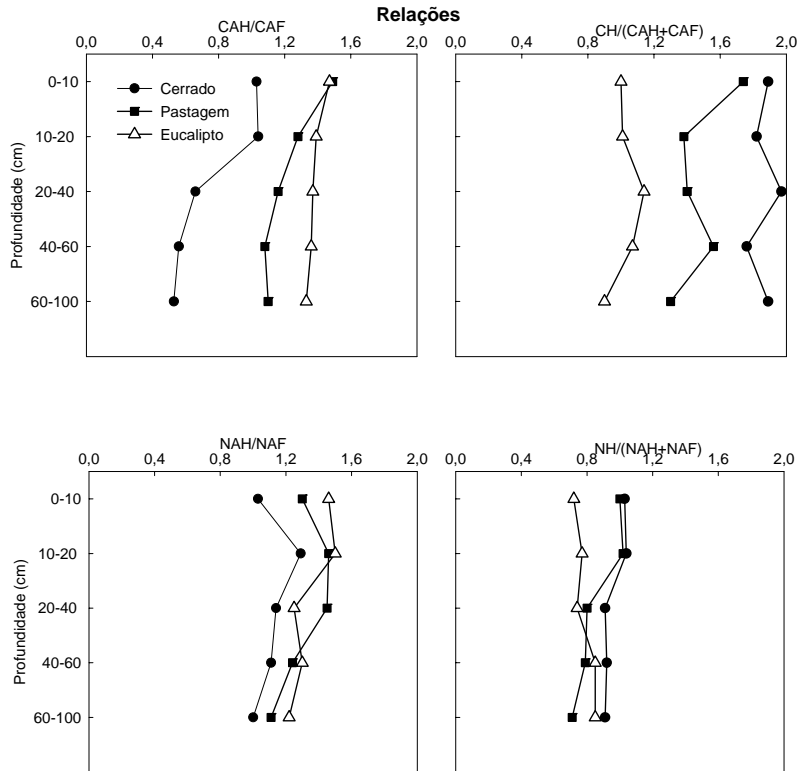 Relações
CAH/CAF
CH/(CAH+CAF)
0,0 0,4 0,8 1,2 1,6 2,0
0,0 0,4 0,8 1,2 1,6 2,0
0-10
10-20
20-40
40-60
60-100
Profundidade (cm)
Cerrado
Pastagem
Eucalipto
NAH/NAF
NH/(NAH+NAF)
0,0 0,4 0,8 1,2 1,6 2,0
0,0 0,4 0,8 1,2 1,6 2,0
0-10
10-20
20-40
40-60
60-100
Profundidade (cm)